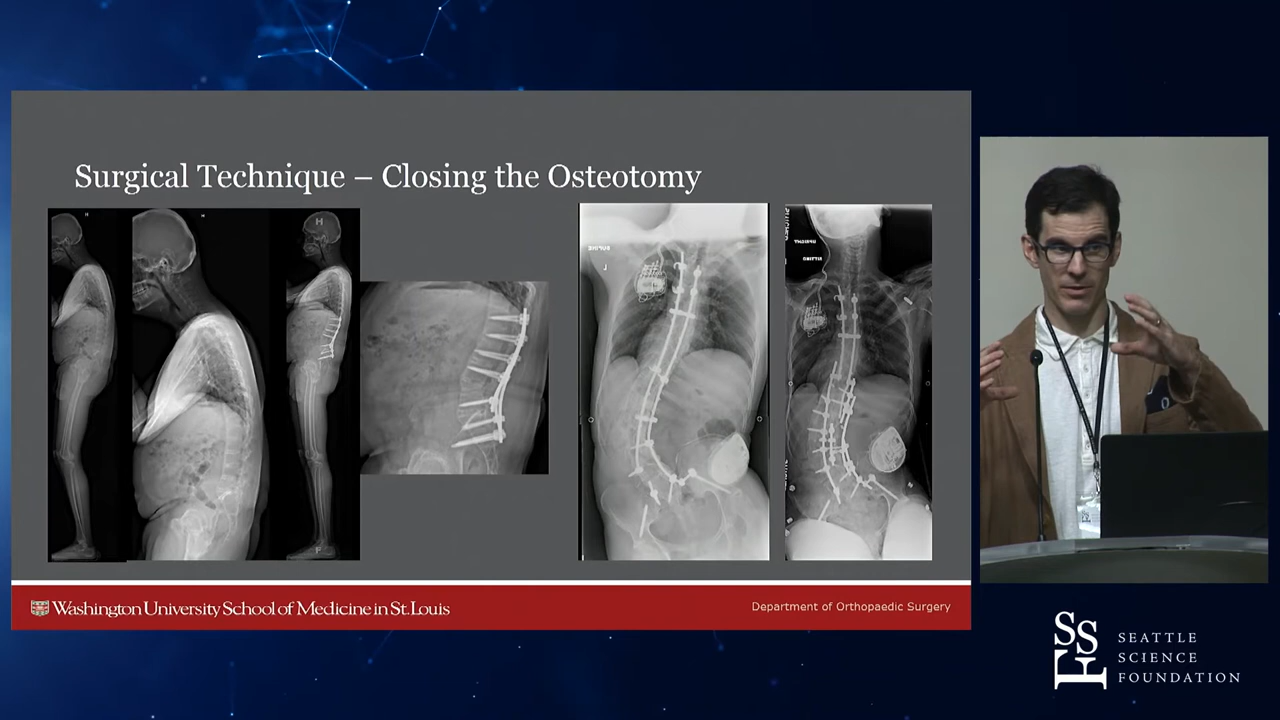 Surgical Technique – Closing the Osteotomy
H
F
L
Washington University School of Medicine in St. Louis
Department of Orthopaedic Surgery
SSF
SEATTLE
SCIENCE
FOUNDATION